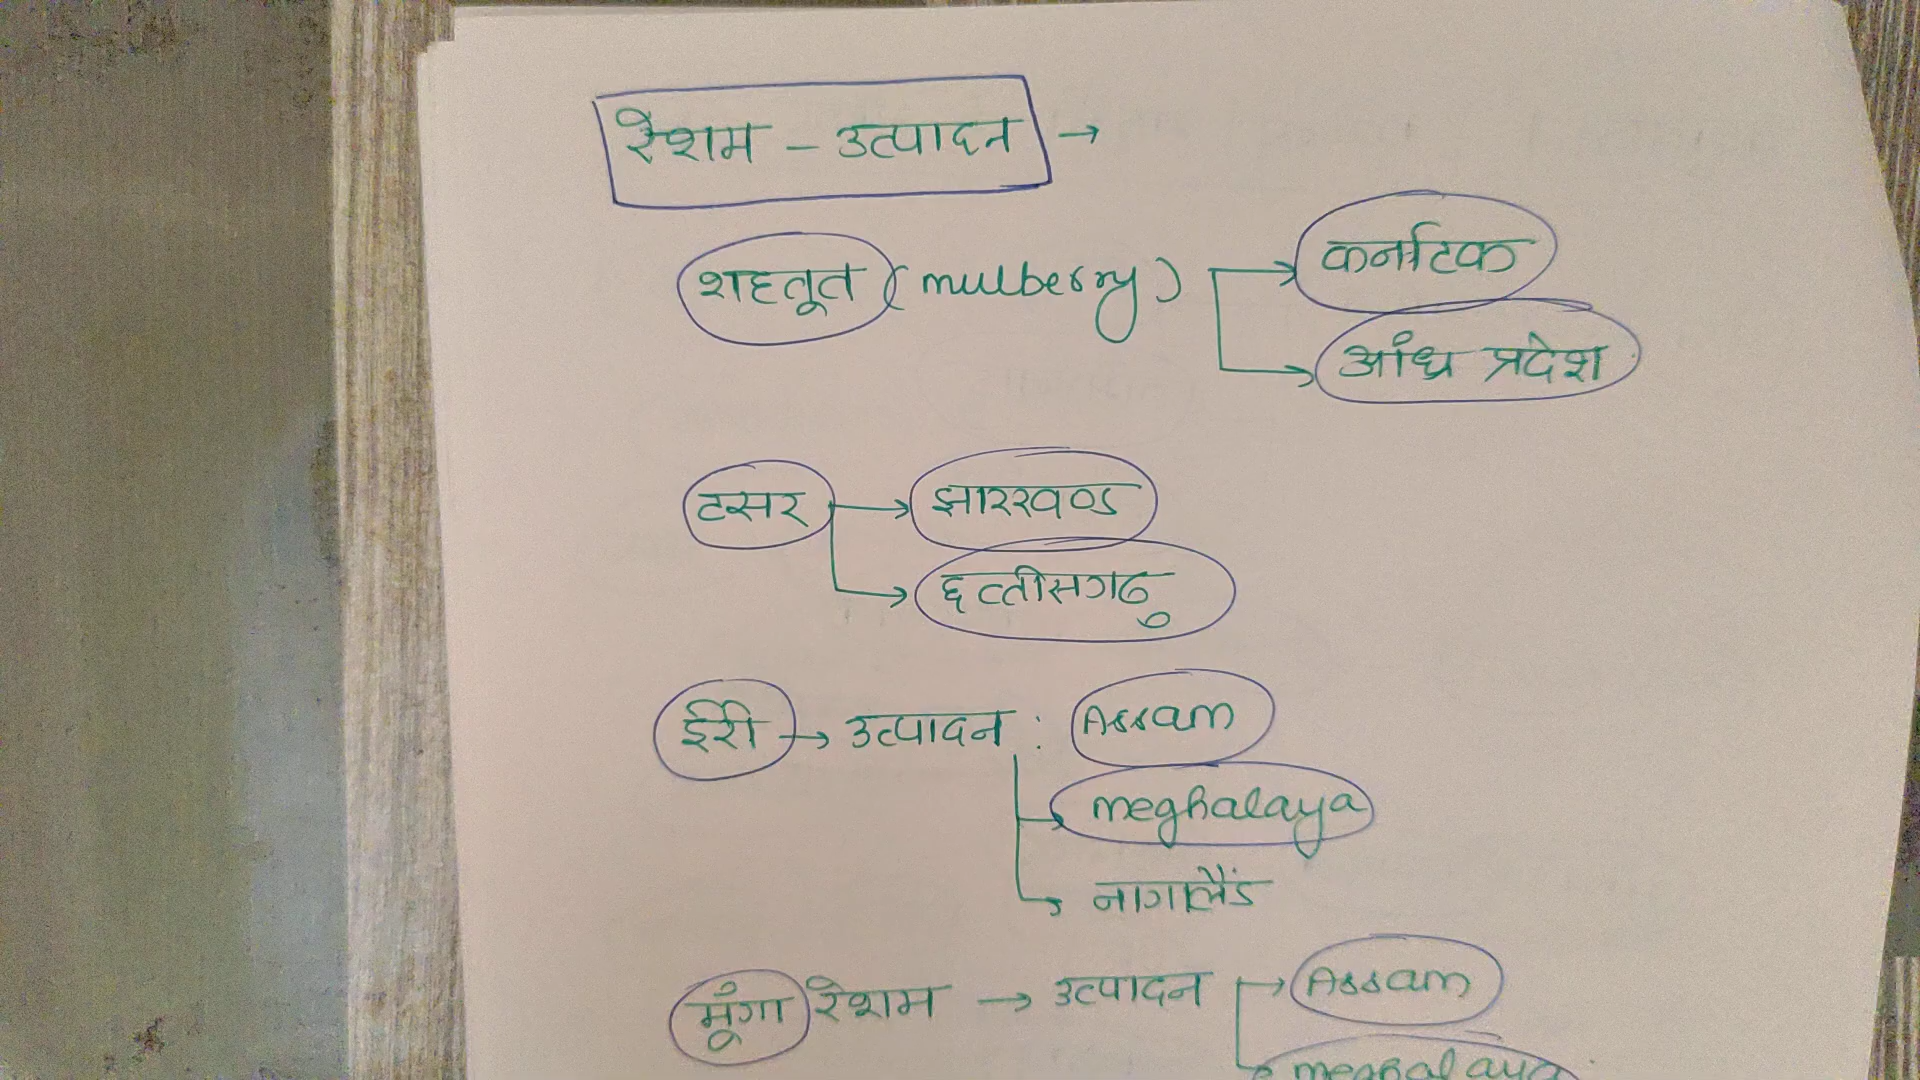 रेशम - उत्पादन →
शहतूत (mulberry) → कर्नाटक
→ आंध्र प्रदेश
टसर → झारखण्ड
→ छत्तीसगढ़
ईरी → उत्पादन : Assam
→ meghalaya
→ नागालैंड
मूँगा रेशम → उत्पादन → Assam
→ meghalaya